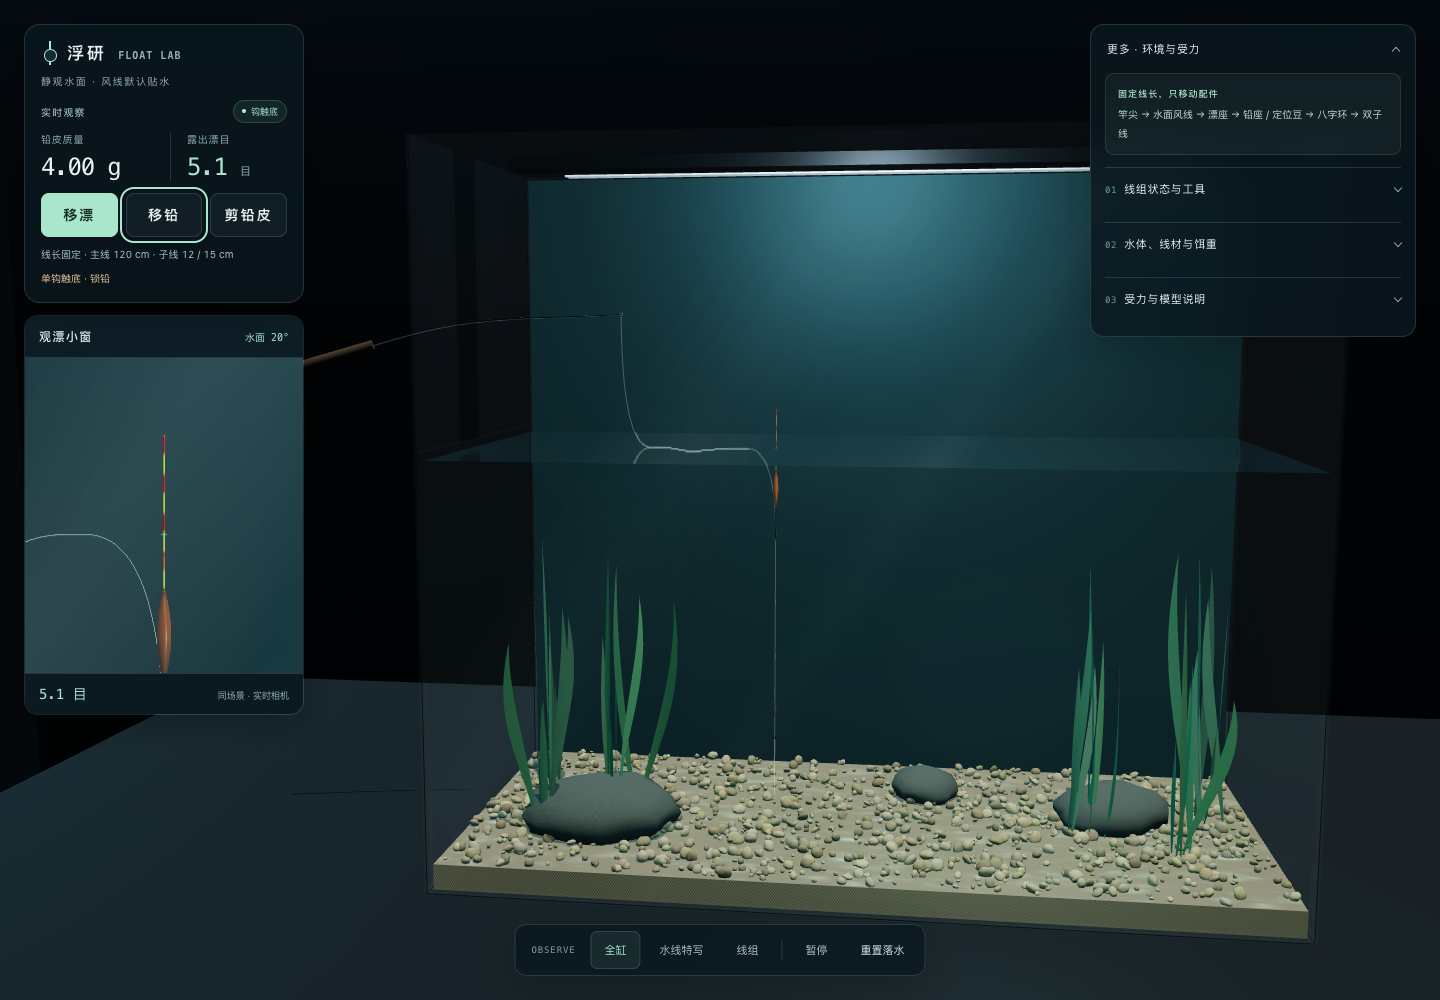 浮研 FLOAT LAB
静观水面 · 风线默认贴水
实时观察
钩触底
铅皮质量
露出漂目
4.00 g
5.1 目
移漂
移铅
剪铅皮
线长固定 · 主线 120 cm · 子线 12 / 15 cm
单钩触底 · 锁铅
观漂小窗
水面 20°
5.1 目
同场景 · 实时相机
更多 · 环境与受力
固定线长，只移动配件
竿尖 → 水面风线 → 漂座 → 铅座 / 定位豆 → 八字环 → 双子
线
01 线组状态与工具
02 水体、线材与饵重
03 受力与模型说明
OBSERVE
全缸
水线特写
线组
暂停
重置落水